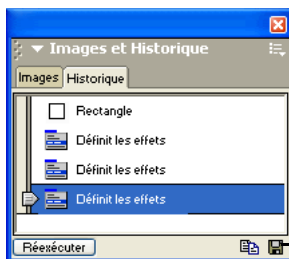 Images et Historique
Images Historique
Rectangle
Définit les effets
Définit les effets
Définit les effets
Réexécuter